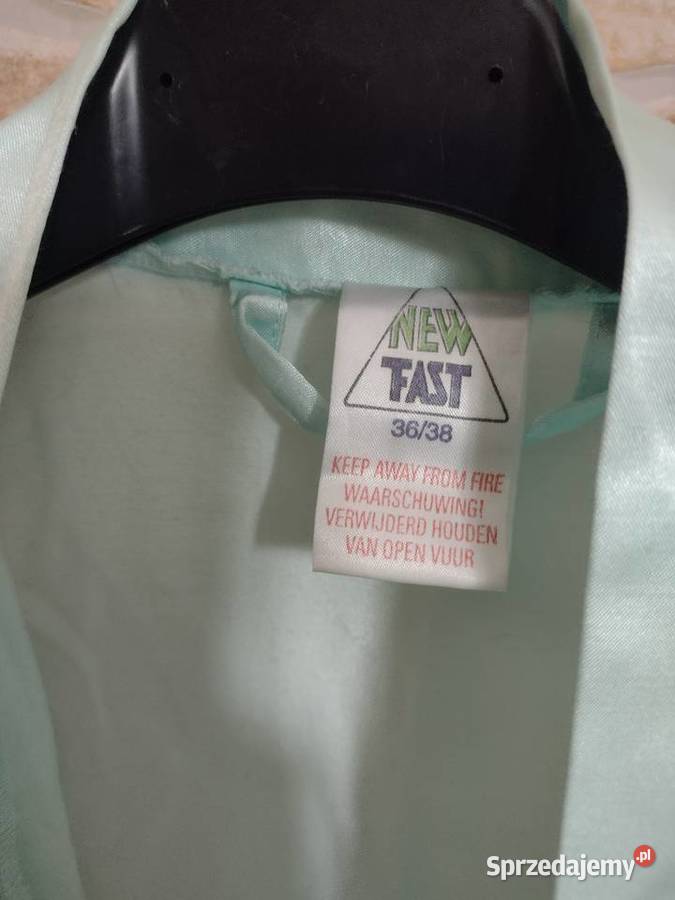 NEW
FAST
36/38
KEEP AWAY FROM FIRE
WAARSCHUWING!
VERWIJDERD HOUDEN
VAN OPEN VUUR
Sprzedajemy.pl